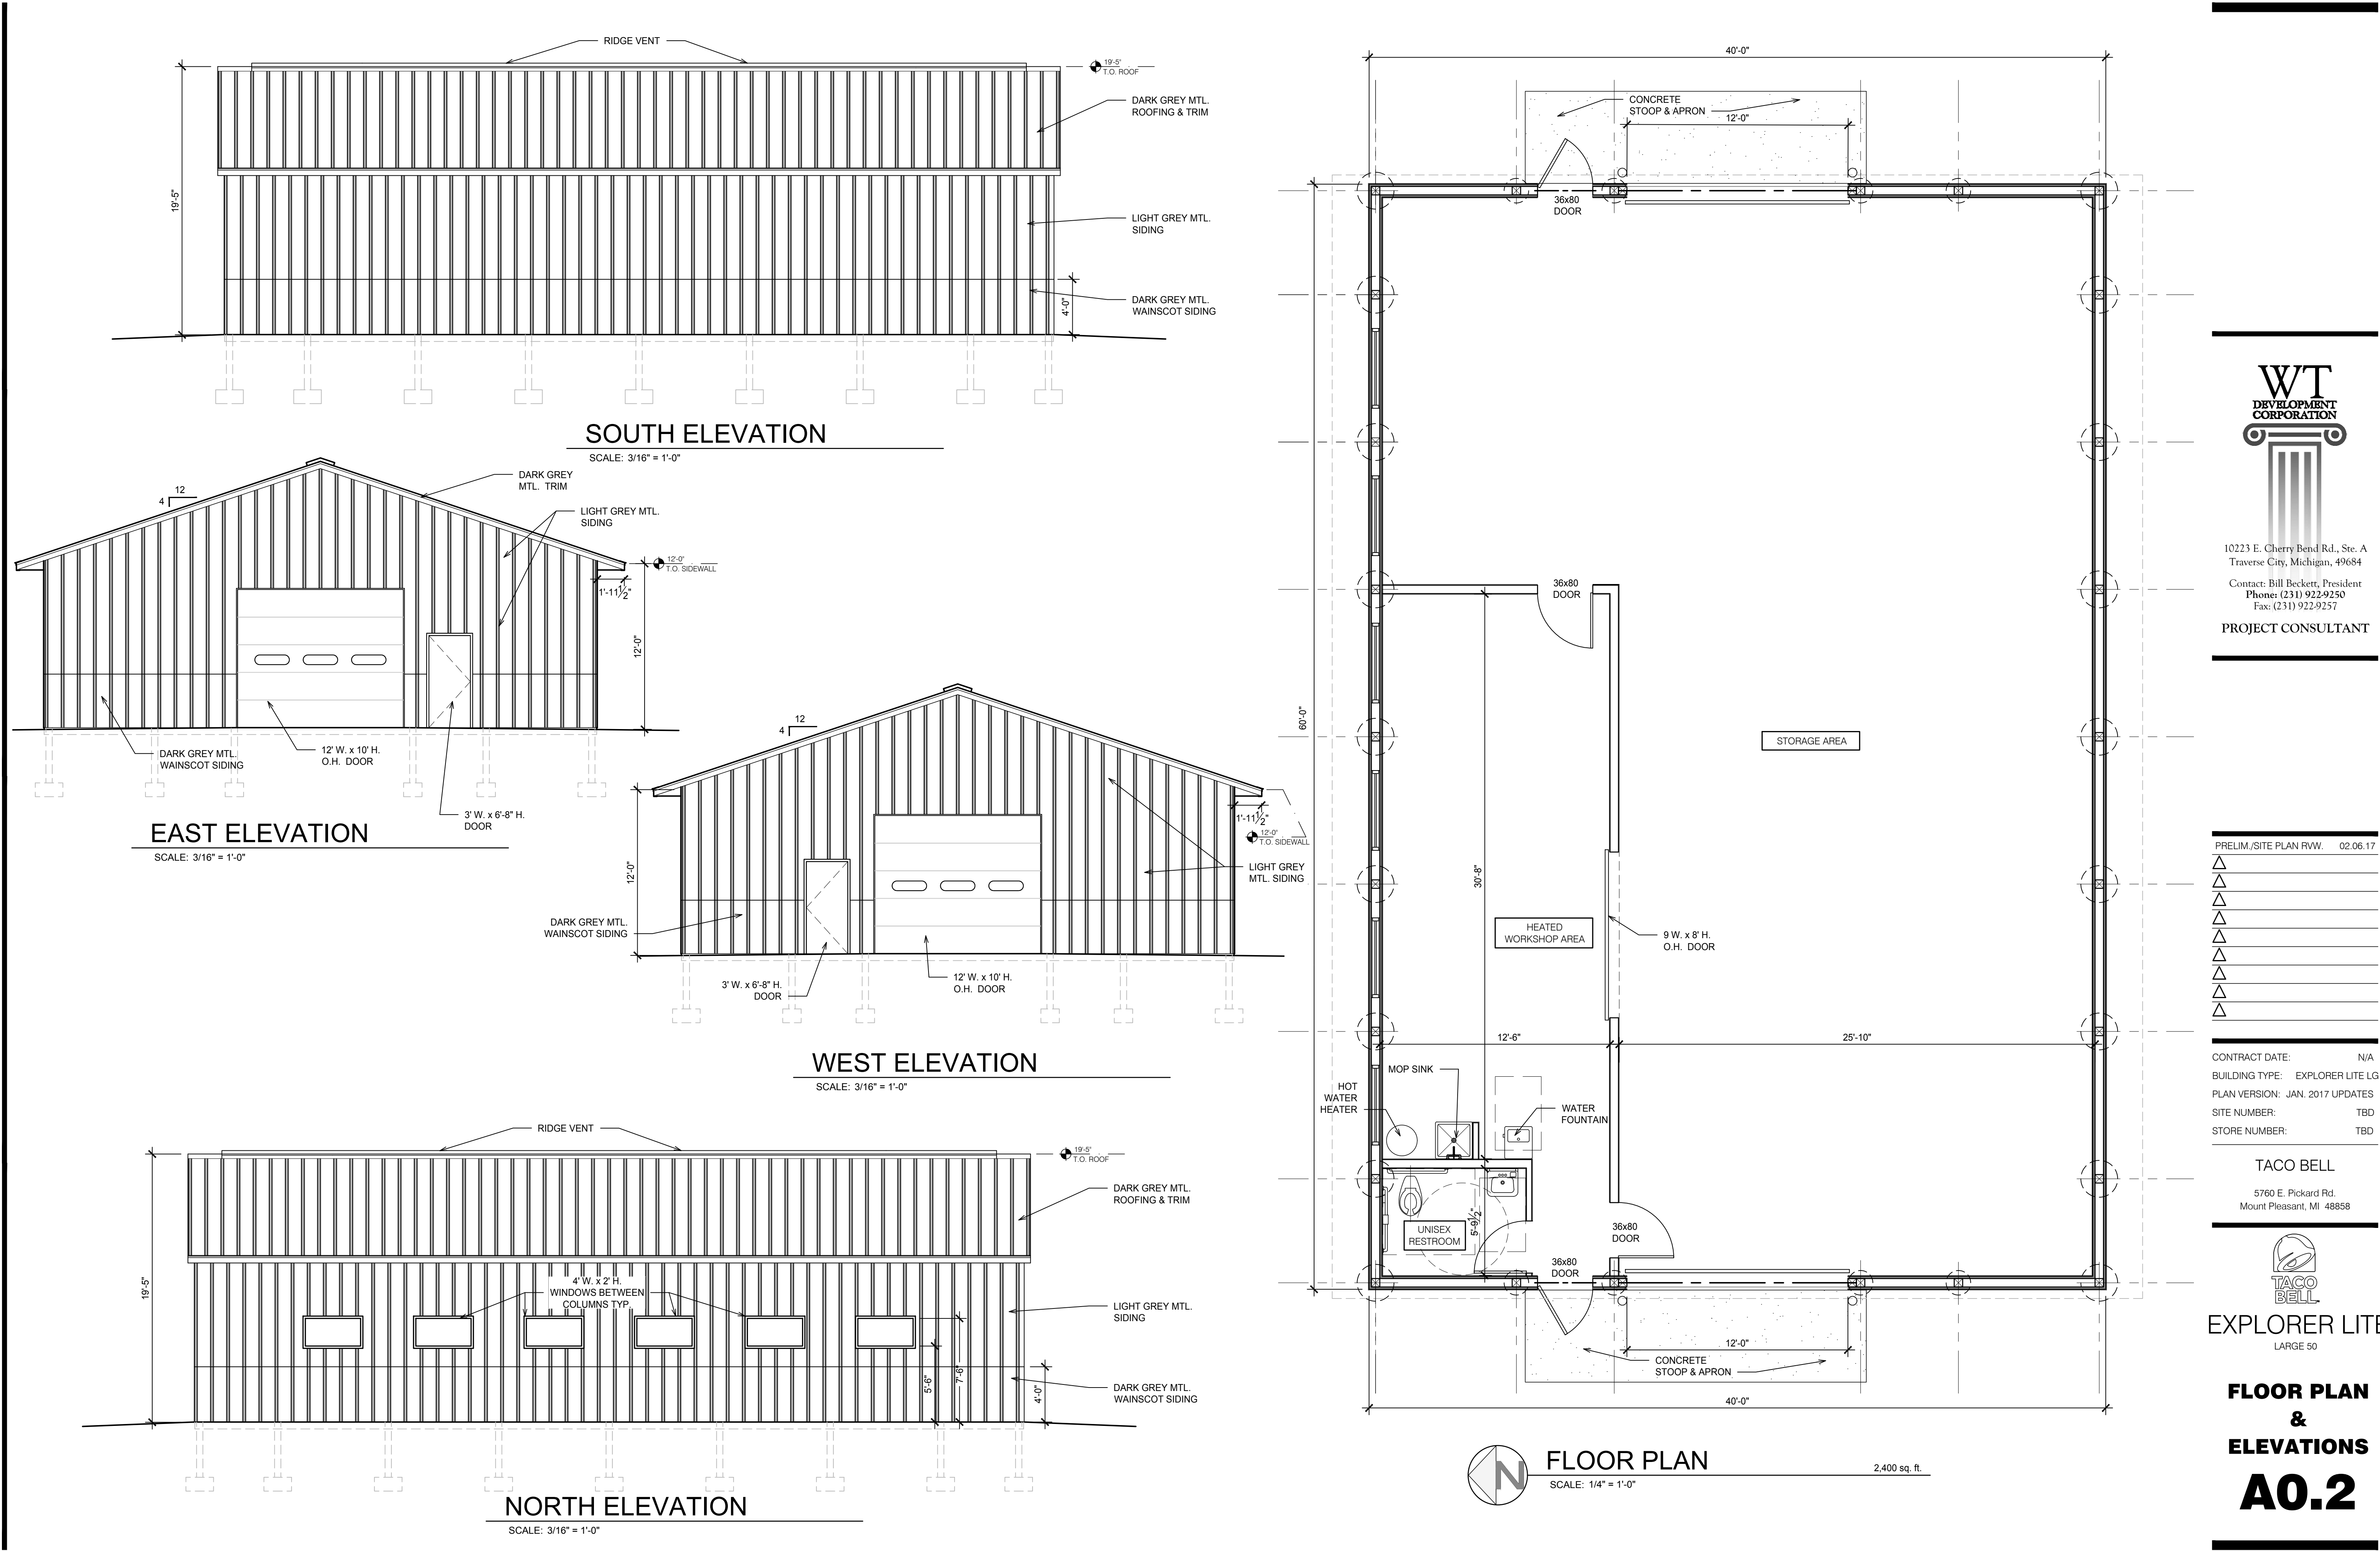 RIDGE VENT
19'-5"
T.O. ROOF
DARK GREY MTL.
ROOFING & TRIM
19'-5"
LIGHT GREY MTL.
SIDING
DARK GREY MTL.
WAINSCOT SIDING
4'-0"
SOUTH ELEVATION
SCALE: 3/16" = 1'-0"
DARK GREY
MTL. TRIM
12
4
LIGHT GREY MTL.
SIDING
12'-0"
T.O. SIDEWALL
1'-11 1/2"
12'-0"
DARK GREY MTL.
WAINSCOT SIDING
12' W. x 10' H.
O.H. DOOR
3' W. x 6'-8" H.
DOOR
EAST ELEVATION
SCALE: 3/16" = 1'-0"
12
4
1'-11 1/2"
12'-0"
T.O. SIDEWALL
12'-0"
LIGHT GREY
MTL. SIDING
DARK GREY MTL.
WAINSCOT SIDING
3' W. x 6'-8" H.
DOOR
12' W. x 10' H.
O.H. DOOR
WEST ELEVATION
SCALE: 3/16" = 1'-0"
RIDGE VENT
19'-5"
T.O. ROOF
DARK GREY MTL.
ROOFING & TRIM
19'-5"
4' W. x 2' H.
WINDOWS BETWEEN
COLUMNS TYP.
LIGHT GREY MTL.
SIDING
5'-6"
7'-6"
4'-0"
DARK GREY MTL.
WAINSCOT SIDING
NORTH ELEVATION
SCALE: 3/16" = 1'-0"
40'-0"
CONCRETE
STOOP & APRON
12'-0"
36x80
DOOR
36x80
DOOR
60'-0"
STORAGE AREA
30'-8"
HEATED
WORKSHOP AREA
9 W. x 8' H.
O.H. DOOR
12'-6"
25'-10"
MOP SINK
HOT
WATER
HEATER
WATER
FOUNTAIN
UNISEX
RESTROOM
5'-9 1/2"
36x80
DOOR
36x80
DOOR
12'-0"
CONCRETE
STOOP & APRON
40'-0"
N
FLOOR PLAN
2,400 sq. ft.
SCALE: 1/4" = 1'-0"
WT
DEVELOPMENT
CORPORATION
10223 E. Cherry Bend Rd., Ste. A
Traverse City, Michigan, 49684
Contact: Bill Beckett, President
Phone: (231) 922-9250
Fax: (231) 922-9257
PROJECT CONSULTANT
PRELIM./SITE PLAN RVW. 02.06.17
CONTRACT DATE: N/A
BUILDING TYPE: EXPLORER LITE LG
PLAN VERSION: JAN. 2017 UPDATES
SITE NUMBER: TBD
STORE NUMBER: TBD
TACO BELL
5760 E. Pickard Rd.
Mount Pleasant, MI 48858
TACO
BELL
EXPLORER LITE
LARGE 50
FLOOR PLAN
&
ELEVATIONS
A0.2